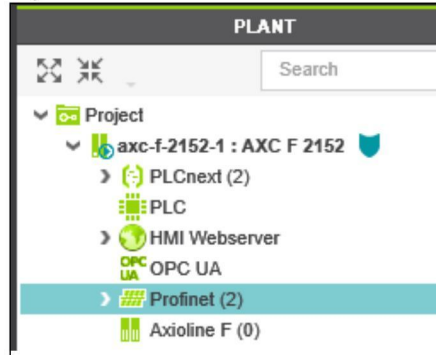 PLANT
Search
Project
axc-f-2152-1 : AXC F 2152
PLCnext (2)
PLC
HMI Webserver
OPC UA OPC UA
Profinet (2)
Axioline F (0)